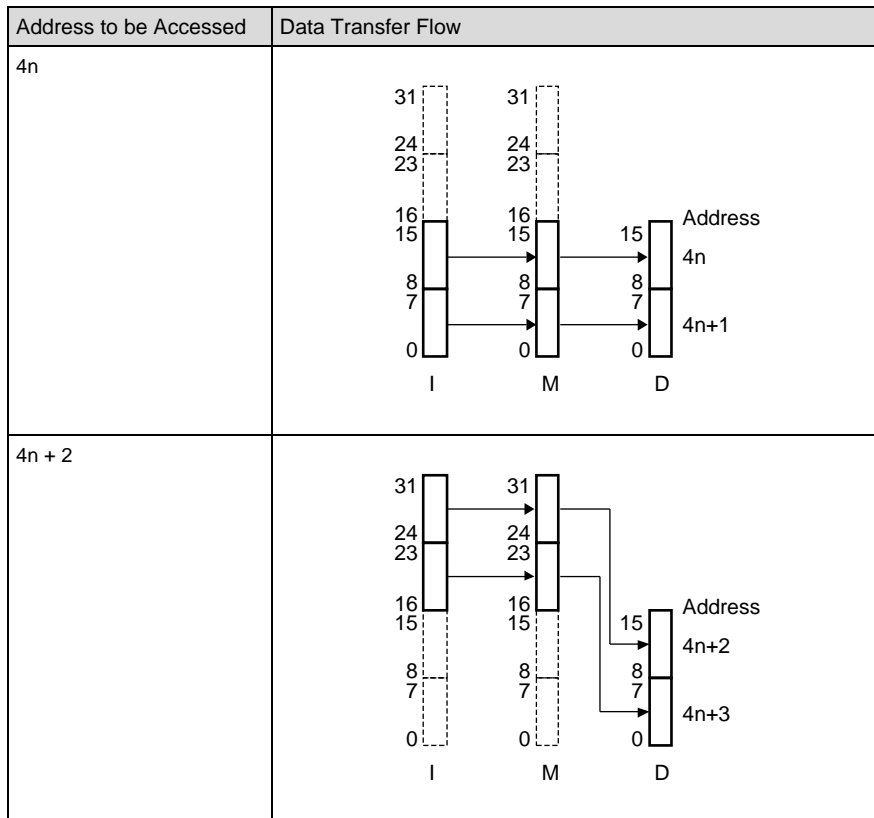 Address to be Accessed Data Transfer Flow
4n
31 31
24 24
23 23
16 16 Address
15 15 15
4n
8 8 8
7 7 7
4n+1
0 0 0
I M D
4n + 2
31 31
24 24
23 23
16 16 Address
15 15 15
4n+2
8 8 8
7 7 7
4n+3
0 0 0
I M D